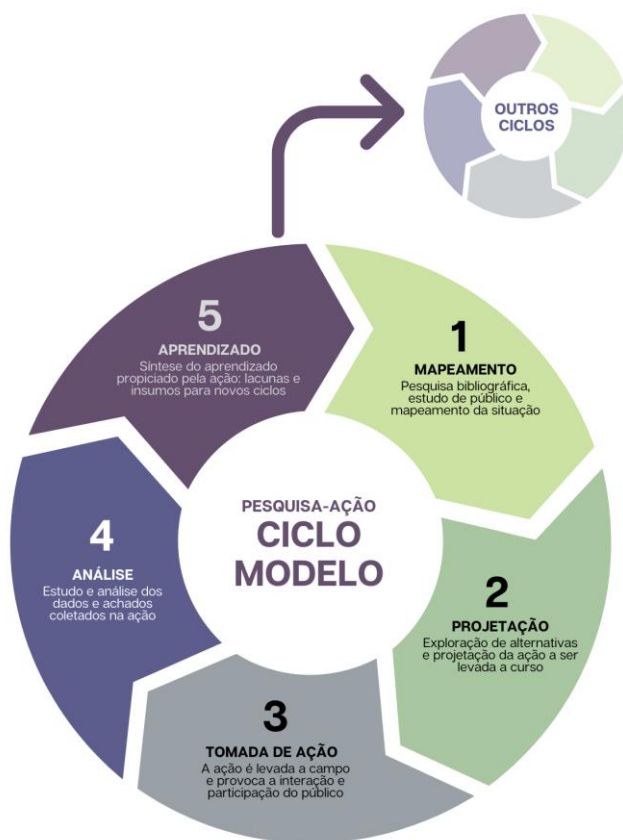 OUTROS
CICLOS
5
APRENDIZADO
Síntese do aprendizado
propiciado pela ação: lacunas e
insumos para novos ciclos
1
MAPEAMENTO
Pesquisa bibliográfica,
estudo de público e
mapeamento da situação
PESQUISA-AÇÃO
CICLO
MODELO
4
ANÁLISE
Estudo e análise dos
dados e achados
coletados na ação
2
PROJETAÇÃO
Exploração de alternativas
e projetação da ação a ser
levada a curso
3
TOMADA DE AÇÃO
A ação é levada a campo
e provoca a interação e
participação do público